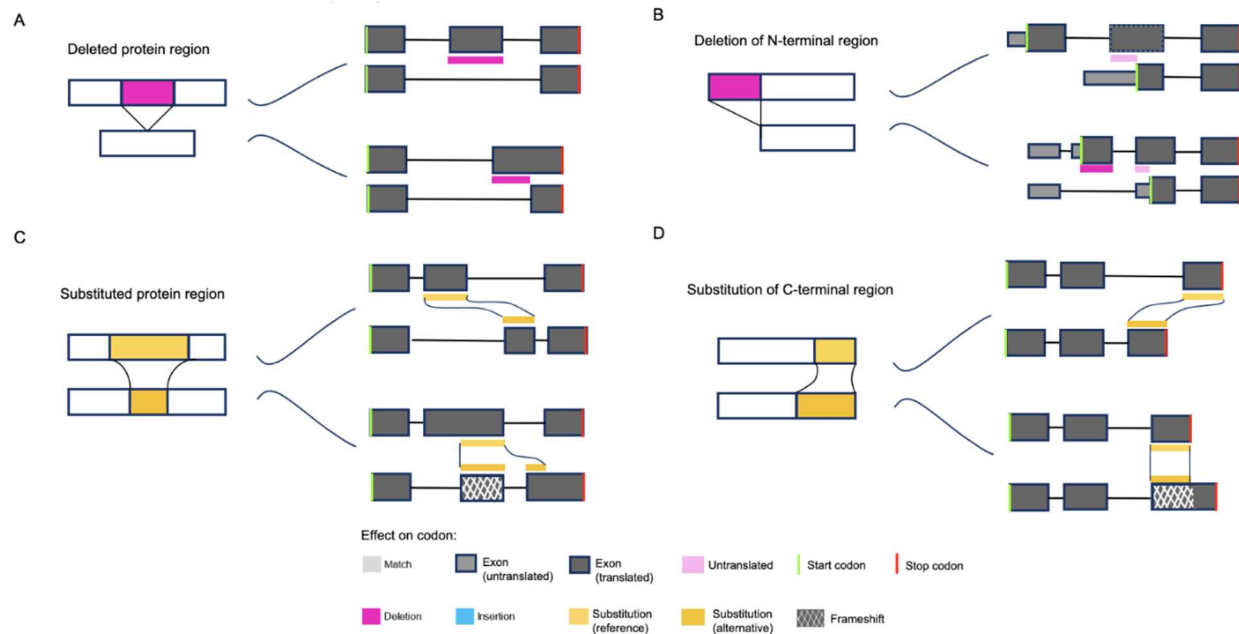 A
Deleted protein region
B
Deletion of N-terminal region
C
Substituted protein region
D
Substitution of C-terminal region
Effect on codon:
Match
Exon
(untranslated)
Exon
(translated)
Untranslated
Start codon
Stop codon
Deletion
Insertion
Substitution
(reference)
Substitution
(alternative)
Frameshift